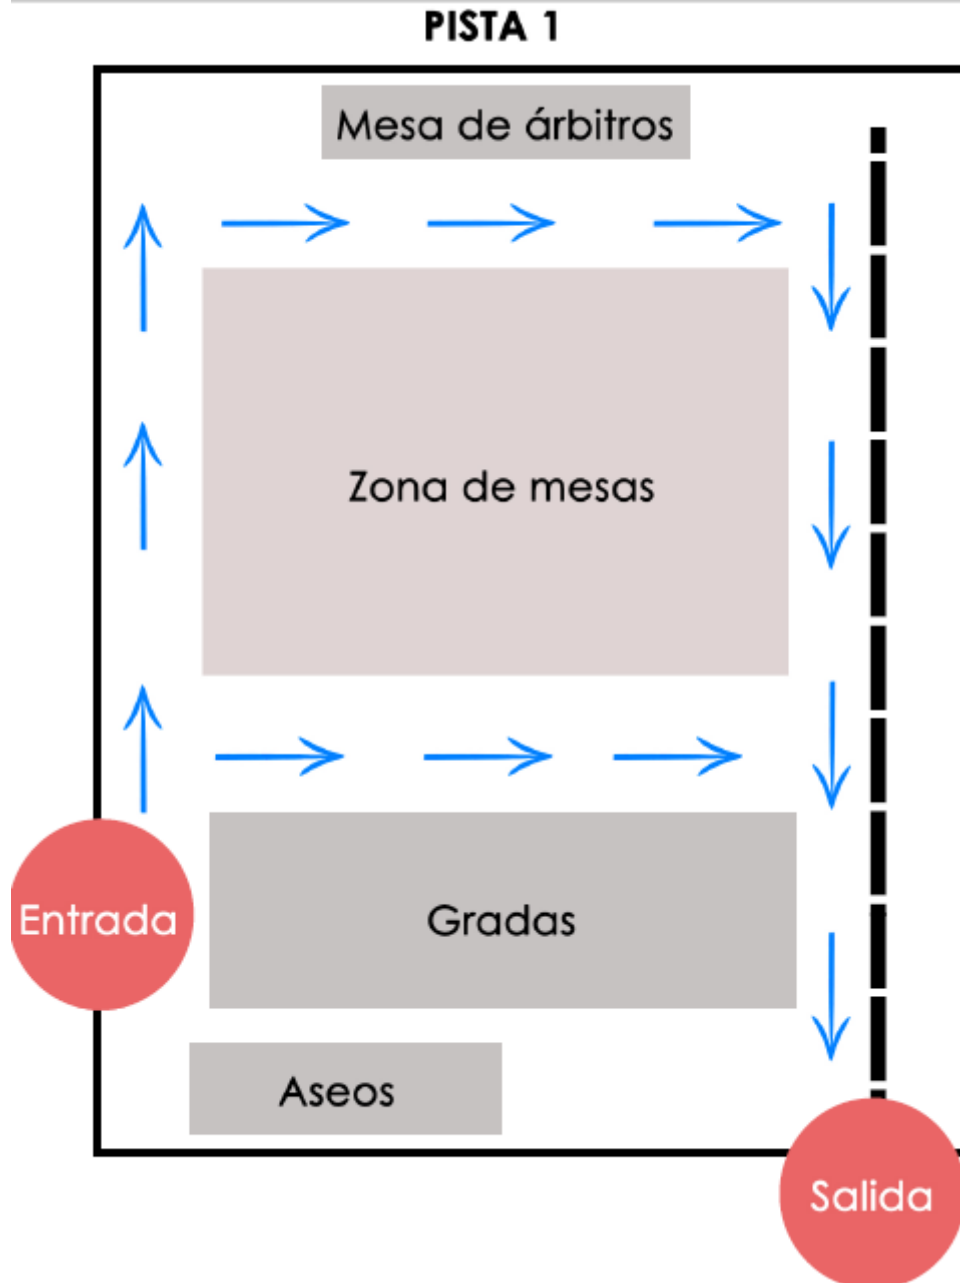 PISTA 1
Mesa de árbitros
Zona de mesas
Entrada
Gradas
Aseos
Salida